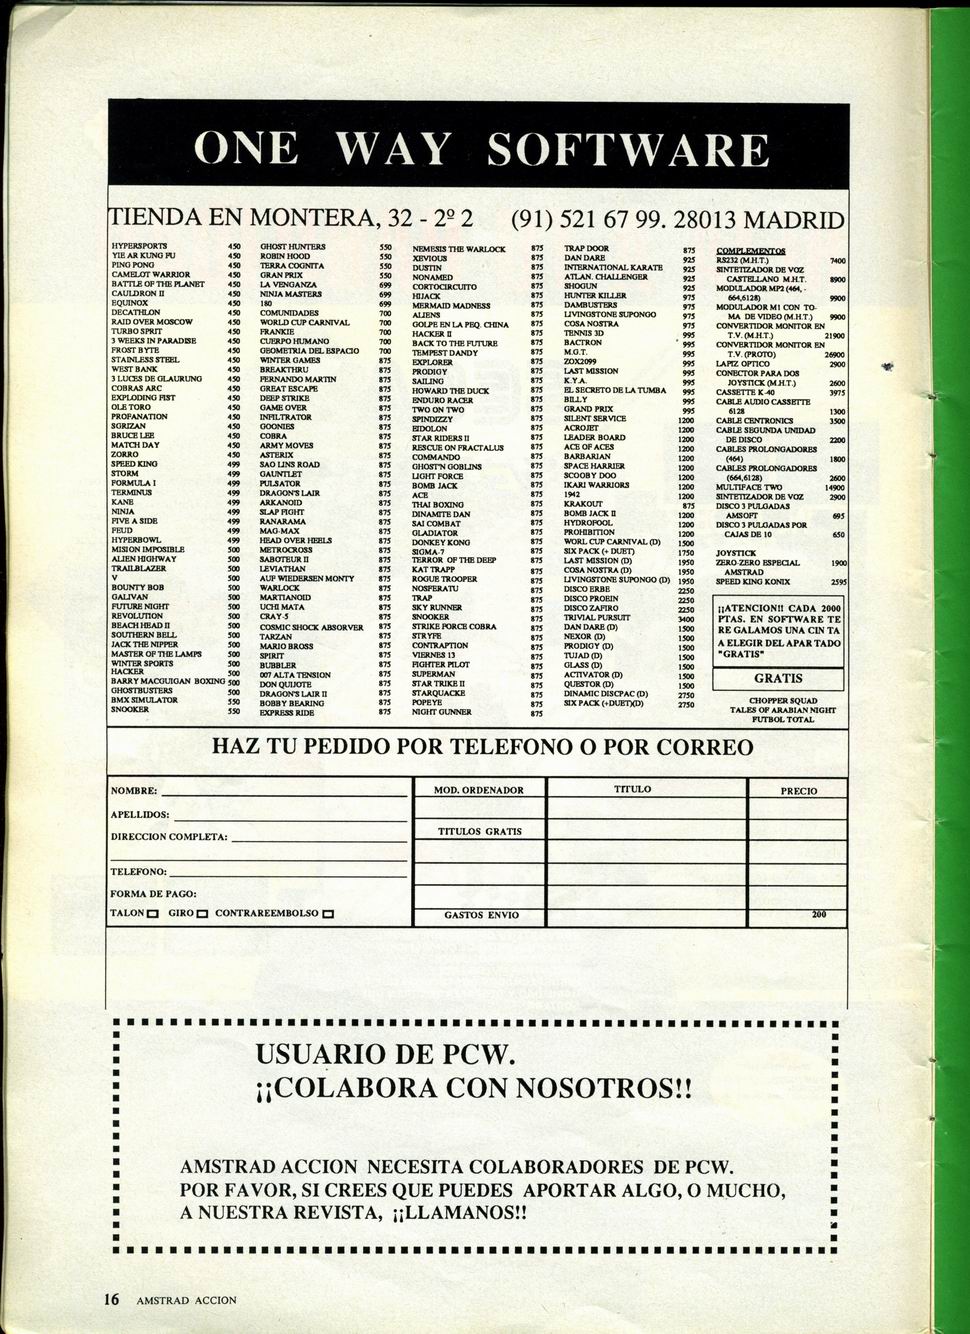 ONE WAY SOFTWARE
TIENDA EN MONTERA, 32 - 2º 2 (91) 521 67 99. 28013 MADRID
HYPERSPORTS 450
YIE AR KUNG FU 450
PING PONG 450
CAMELOT WARRIOR 450
BATTLE OF THE PLANET 450
CAULDRON II 450
EQUINOX 450
DECATHLON 450
RAID OVER MOSCOW 450
TURBO SPRIT 450
3 WEEKS IN PARADISE 450
FROST BYTE 450
STAINLESS STEEL 450
WEST BANK 450
3 LUCES DE GLAURUNG 450
COBRAS ARC 450
EXPLODING FIST 450
OLE TORO 450
PROFANATION 450
SGRIZAN 450
BRUCE LEE 450
MATCH DAY 450
ZORRO 450
SPEED KING 499
STORM 499
FORMULA I 499
TERMINUS 499
KANE 499
NINJA 499
FIVE A SIDE 499
FEUD 499
HYPERBOWL 499
MISION IMPOSIBLE 500
ALIEN HIGHWAY 500
TRAILBLAZER 500
V 500
BOUNTY BOB 500
GALIVAN 500
FUTURE NIGHT 500
REVOLUTION 500
BEACH HEAD II 500
SOUTHERN BELL 500
JACK THE NIPPER 500
MASTER OF THE LAMPS 500
WINTER SPORTS 500
HACKER 500
BARRY MACGUIGAN BOXING 500
GHOSTBUSTERS 500
BMX SIMULATOR 550
SNOOKER 550
GHOST HUNTERS 550
ROBIN HOOD 550
TERRA COGNITA 550
GRAN PRIX 550
LA VENGANZA 699
NINJA MASTERS 699
180 699
COMUNIDADES 700
WORLD CUP CARNIVAL 700
FRANKIE 700
CUERPO HUMANO 700
GEOMETRIA DEL ESPACIO 700
WINTER GAMES 875
BREAKTHRU 875
FERNANDO MARTIN 875
GREAT ESCAPE 875
DEEP STRIKE 875
GAME OVER 875
INFILTRATOR 875
GOONIES 875
COBRA 875
ARMY MOVES 875
ASTERIX 875
SAO LINS ROAD 875
GAUNTLET 875
PULSATOR 875
DRAGON'S LAIR 875
ARKANOID 875
SLAP FIGHT 875
RANARAMA 875
MAG-MAX 875
HEAD OVER HEELS 875
METROCROSS 875
SABOTEUR II 875
LEVIATHAN 875
AUF WIEDERSEN MONTY 875
WARLOCK 875
MARTIANOID 875
UCHI MATA 875
CRAY-5 875
COSMIC SHOCK ABSORVER 875
TARZAN 875
MARIO BROSS 875
SPIRIT 875
BUBBLER 875
007 ALTA TENSION 875
DON QUIJOTE 875
DRAGON'S LAIR II 875
BOBBY BEARING 875
EXPRESS RIDE 875
NEMESIS THE WARLOCK 875
XEVIOUS 875
DUSTIN 875
NONAMED 875
CORTOCIRCUITO 875
HIJACK 875
MERMAID MADNESS 875
ALIENS 875
GOLPE EN LA PEQ. CHINA 875
HACKER II 875
BACK TO THE FUTURE 875
TEMPEST DANDY 875
EXPLORER 875
PRODIGY 875
SAILING 875
HOWARD THE DUCK 875
ENDURO RACER 875
TWO ON TWO 875
SPINDIZZY 875
EIDOLON 875
STAR RIDERS II 875
RESCUE ON FRACTALUS 875
COMMANDO 875
GHOST'N GOBLINS 875
LIGHT FORCE 875
BOMB JACK 875
ACE 875
THAI BOXING 875
DINAMITE DAN 875
SAI COMBAT 875
GLADIATOR 875
DONKEY KONG 875
SIGMA-7 875
TERROR OF THE DEEP 875
KAT TRAPP 875
ROGUE TROOPER 875
NOSFERATU 875
TRAP 875
SKY RUNNER 875
SNOOKER 875
STRIKE FORCE COBRA 875
STRYFE 875
CONTRAPTION 875
VIERNES 13 875
FIGHTER PILOT 875
SUPERMAN 875
STAR TRIKE II 875
STARQUACKE 875
POPEYE 875
NIGHT GUNNER 875
TRAP DOOR 875
DAN DARE 925
INTERNATIONAL KARATE 925
ATLAN. CHALLENGER 925
SHOGUN 925
HUNTER KILLER 975
DAMBUSTERS 975
LIVINGSTONE SUPONGO 975
COSA NOSTRA 975
TENNIS 3D 995
BACTRON 995
M.G.T. 995
ZOX2099 995
LAST MISSION 995
K.Y.A. 995
EL SECRETO DE LA TUMBA 995
BILLY 995
GRAND PRIX 995
SILENT SERVICE 1200
ACROJET 1200
LEADER BOARD 1200
ACE OF ACES 1200
BARBARIAN 1200
SPACE HARRIER 1200
SCOOBY DOO 1200
IKARI WARRIORS 1200
1942 1200
KRAKOUT 875
BOMB JACK II 1200
HYDROFOOL 1200
PROHIBITION 1200
WORL CUP CARNIVAL (D) 1500
SIX PACK (+ DUET) 1750
LAST MISSION (D) 1950
COSA NOSTRA (D) 1950
LIVINGSTONE SUPONGO (D) 1950
DISCO ERBE 2250
DISCO PROEIN 2250
DISCO ZAFIRO 2250
TRIVIAL PURSUIT 3400
DAN DARE (D) 1500
NEXOR (D) 1500
PRODIGY (D) 1500
TUJAD (D) 1500
GLASS (D) 1500
ACTIVATOR (D) 1500
QUESTOR (D) 1500
DINAMIC DISCPAC (D) 2750
SIX PACK (+DUET)(D) 2750
COMPLEMENTOS
RS232 (M.H.T.) 7400
SINTETIZADOR DE VOZ
CASTELLANO M.H.T. 8900
MODULADOR MP2 (464, -
664,6128) 9900
MODULADOR M1 CON TO-
MA DE VIDEO (M.H.T.) 9900
CONVERTIDOR MONITOR EN
T.V. (M.H.T.) 21900
CONVERTIDOR MONITOR EN
T.V. (PROTO) 26900
LAPIZ OPTICO 2900
CONECTOR PARA DOS
JOYSTICK (M.H.T.) 2600
CASSETTE K-40 3975
CABLE AUDIO CASSETTE
6128 1300
CABLE CENTRONICS 3500
CABLE SEGUNDA UNIDAD
DE DISCO 2200
CABLES PROLONGADORES
(464) 1800
CABLES PROLONGADORES
(664,6128) 2600
MULTIFACE TWO 14900
SINTETIZADOR DE VOZ 2900
DISCO 3 PULGADAS
AMSOFT 695
DISCO 3 PULGADAS POR
CAJAS DE 10 650
JOYSTICK
ZERO-ZERO ESPECIAL 1900
AMSTRAD
SPEED KING KONIX 2595
¡¡ATENCION!! CADA 2000
PTAS. EN SOFTWARE TE
RE GALAMOS UNA CIN TA
A ELEGIR DEL APAR TADO
"GRATIS"
GRATIS
CHOPPER SQUAD
TALES OF ARABIAN NIGHT
FUTBOL TOTAL
HAZ TU PEDIDO POR TELEFONO O POR CORREO
NOMBRE:
APELLIDOS:
DIRECCION COMPLETA:
TELEFONO:
FORMA DE PAGO:
TALON GIRO CONTRAREEMBOLSO
MOD. ORDENADOR TITULO PRECIO
TITULOS GRATIS
GASTOS ENVIO 200
USUARIO DE PCW.
¡¡COLABORA CON NOSOTROS!!
AMSTRAD ACCION NECESITA COLABORADORES DE PCW.
POR FAVOR, SI CREES QUE PUEDES APORTAR ALGO, O MUCHO,
A NUESTRA REVISTA, ¡¡LLAMANOS!!
16 AMSTRAD ACCION